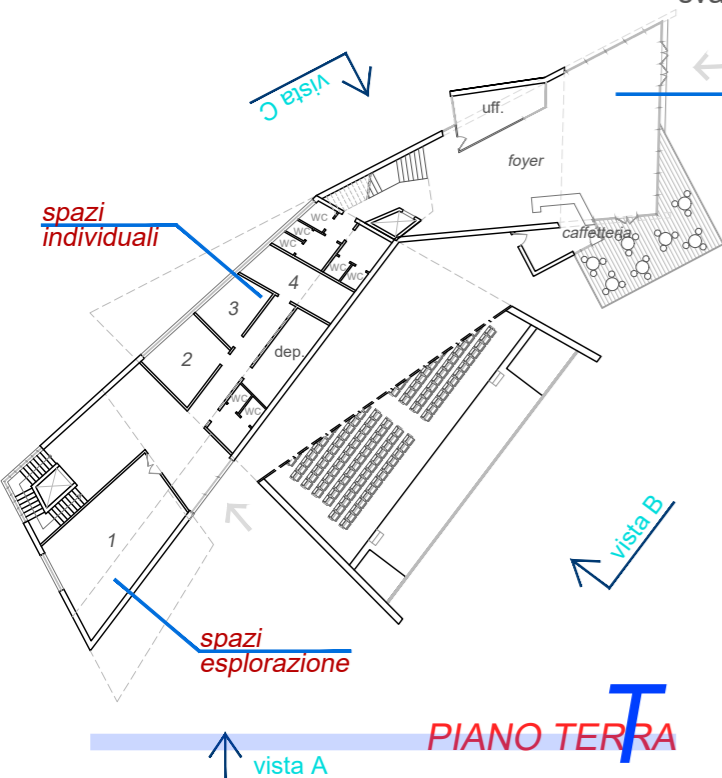 vista C
uff.
foyer
spazi
individuali
caffetteria
wc
wc
wc
wc
wc
4
3
2
dep.
wc
wc
1
vista B
spazi
esplorazione
T
PIANO TERRA
vista A